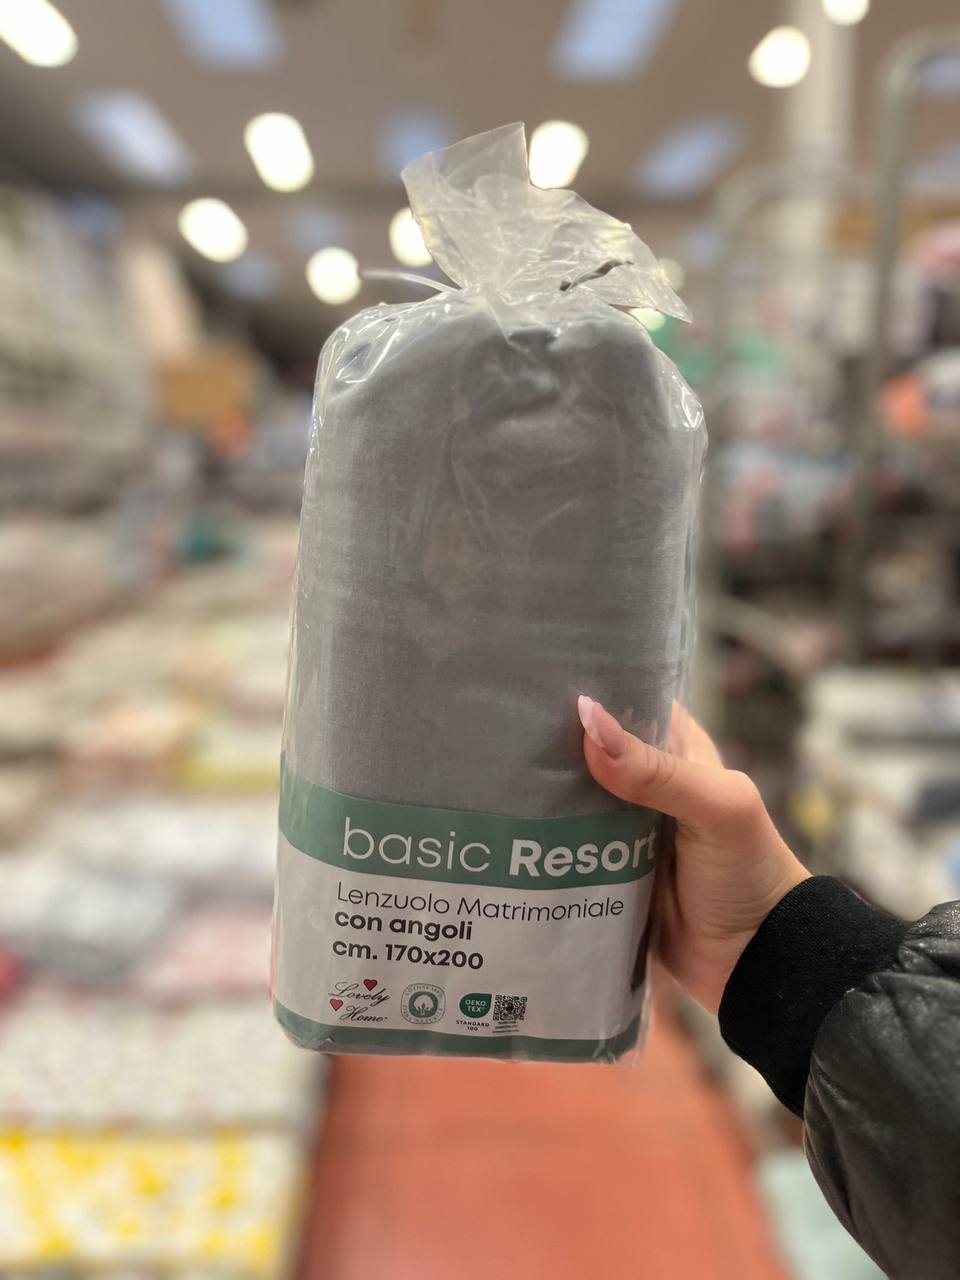 basic Resort
Lenzuolo Matrimoniale
con angoli
cm. 170x200
Lovely
Home
OEKO
TEX
STANDARD
100